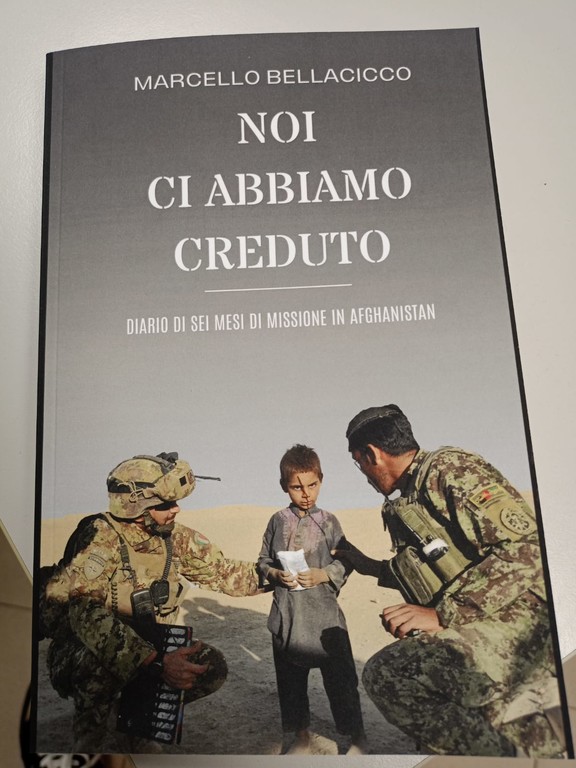 MARCELLO BELLACICCO
NOI
CI ABBIAMO
CREDUTO
DIARIO DI SEI MESI DI MISSIONE IN AFGHANISTAN